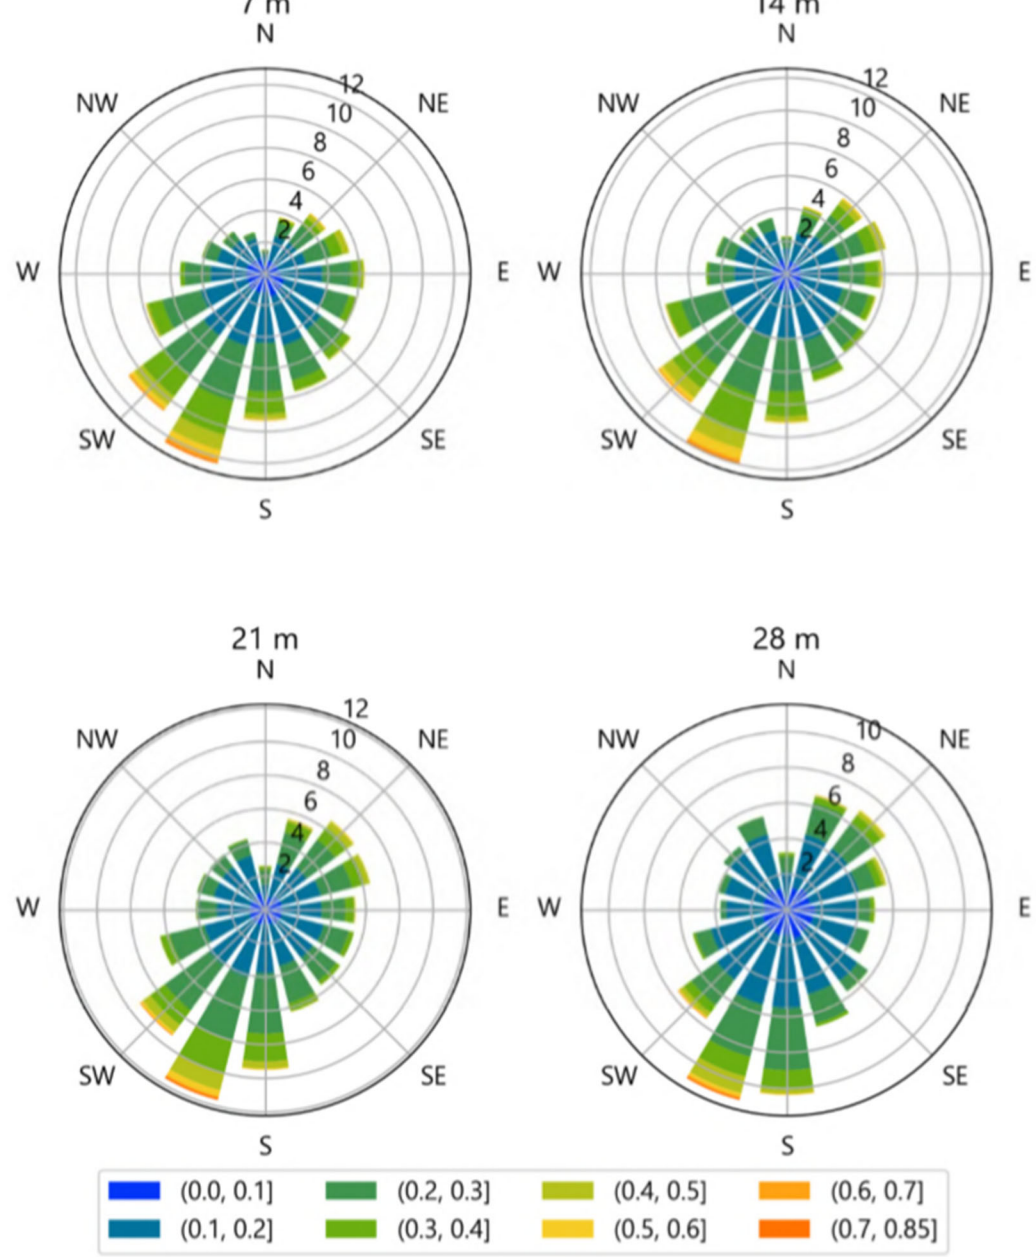 7 m 14 m
N N
12 12
NW 10 NE NW 10 NE
8 8
6 6
4 4
2 2
W E W E
SW SE SW SE
S S
21 m 28 m
N N
12
NW 10 NE NW 10 NE
8 8
6 6
4 4
2 2
W E W E
SW SE SW SE
S S
(0.0, 0.1] (0.2, 0.3] (0.4, 0.5] (0.6, 0.7]
(0.1, 0.2] (0.3, 0.4] (0.5, 0.6] (0.7, 0.85]